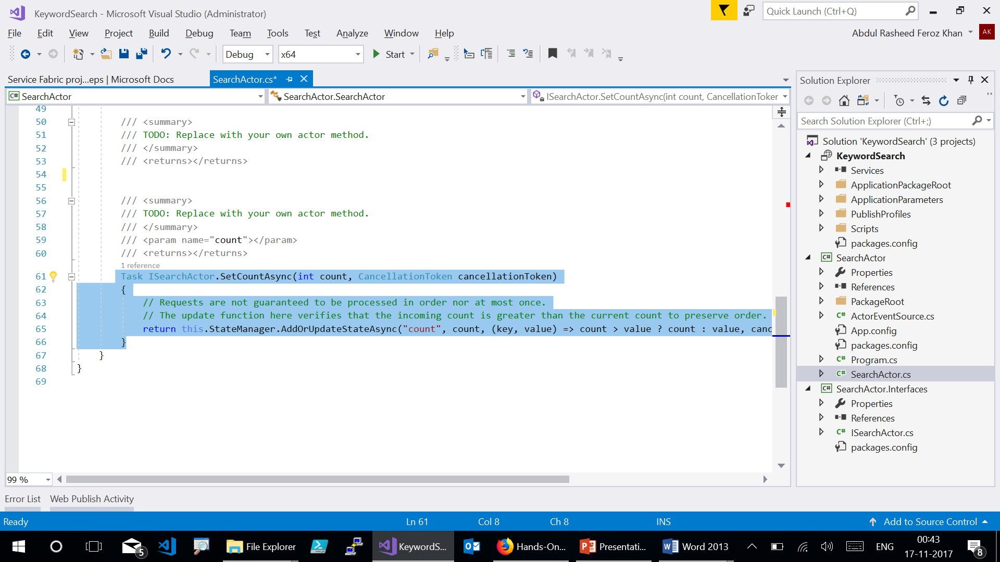 KeywordSearch - Microsoft Visual Studio (Administrator)
Quick Launch (Ctrl+Q)
File Edit View Project Build Debug Team Tools Test Analyze Window Help
Abdul Rasheed Feroz Khan AK
Debug x64 Start
Service Fabric proj...eps | Microsoft Docs SearchActor.cs*
SearchActor SearchActor.SearchActor ISearchActor.SetCountAsync(int count, CancellationToken
49
50 /// <summary>
51 /// TODO: Replace with your own actor method.
52 /// </summary>
53 /// <returns></returns>
54
55
56 /// <summary>
57 /// TODO: Replace with your own actor method.
58 /// </summary>
59 /// <param name="count"></param>
60 /// <returns></returns>
1 reference
61 Task ISearchActor.SetCountAsync(int count, CancellationToken cancellationToken)
62 {
63 // Requests are not guaranteed to be processed in order nor at most once.
64 // The update function here verifies that the incoming count is greater than the current count to preserve order.
65 return this.StateManager.AddOrUpdateStateAsync("count", count, (key, value) => count > value ? count : value, canc
66 }
67 }
68 }
69
99 %
Solution Explorer
Search Solution Explorer (Ctrl+;)
Solution 'KeywordSearch' (3 projects)
KeywordSearch
Services
ApplicationPackageRoot
ApplicationParameters
PublishProfiles
Scripts
packages.config
C# SearchActor
Properties
References
PackageRoot
C# ActorEventSource.cs
App.config
packages.config
C# Program.cs
C# SearchActor.cs
C# SearchActor.Interfaces
Properties
References
C# ISearchActor.cs
packages.config
Error List Web Publish Activity
Ready Ln 61 Col 8 Ch 8 INS Add to Source Control
5 File Explorer KeywordS... Hands-On... Presentati... Word 2013 ENG 00:43
17-11-2017 8